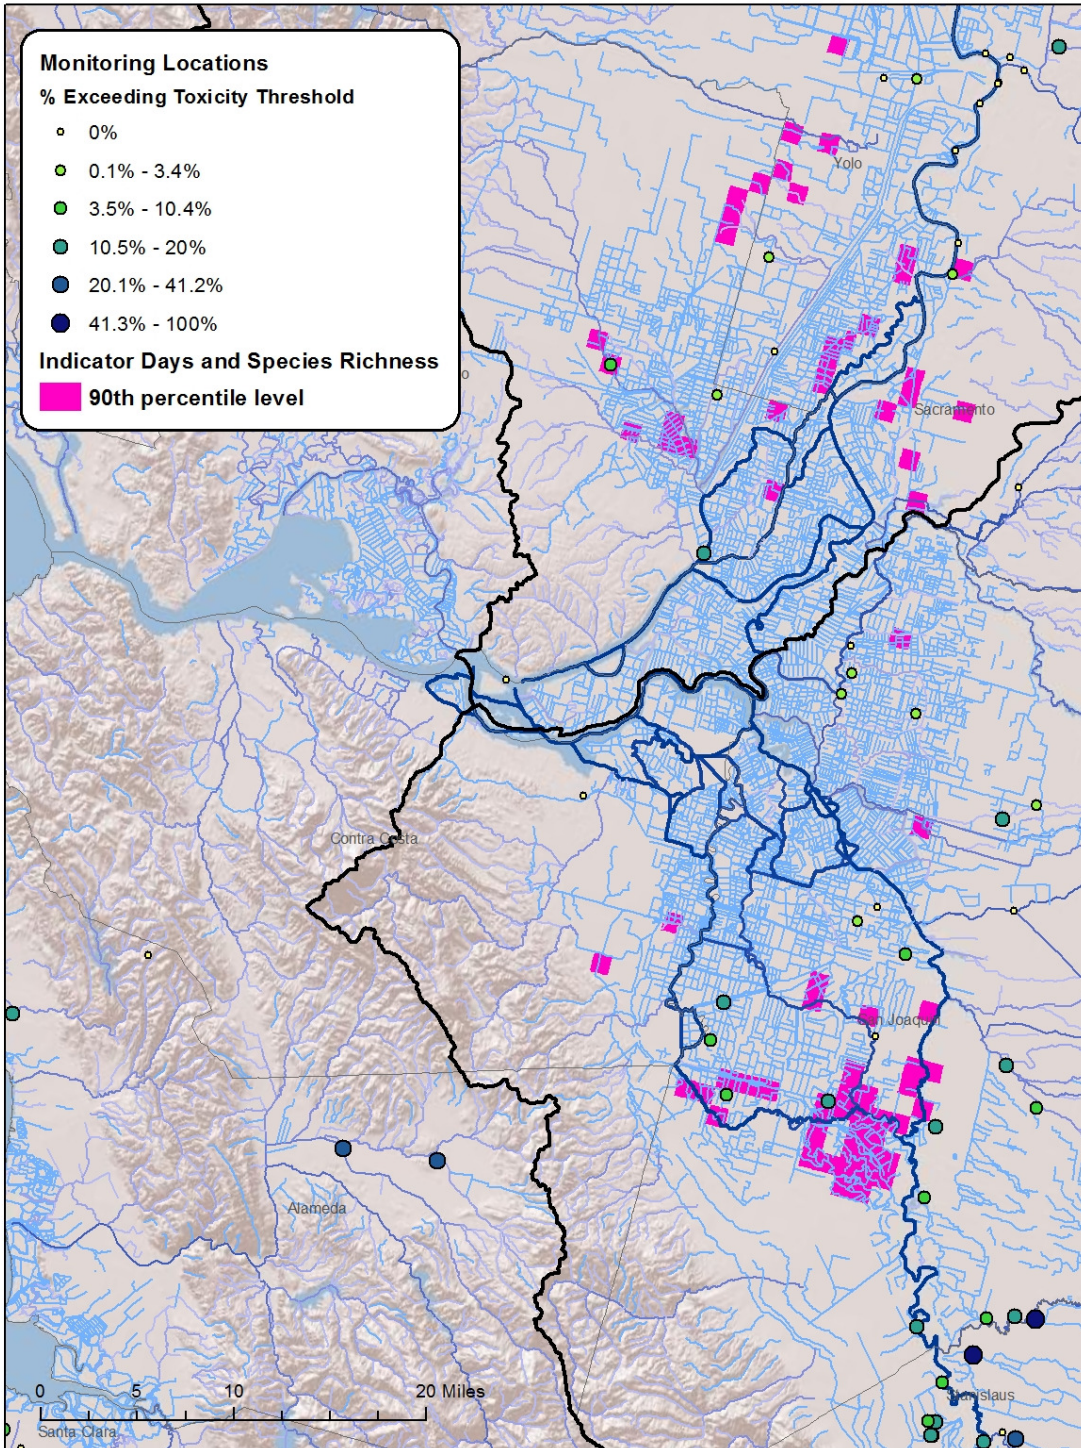 Monitoring Locations
% Exceeding Toxicity Threshold
0%
0.1% - 3.4%
3.5% - 10.4%
10.5% - 20%
20.1% - 41.2%
41.3% - 100%
Indicator Days and Species Richness
90th percentile level
Yolo
o
Sacramento
Contra Costa
San Joaquin
Alameda
0 5 10 20 Miles
Stanislaus
Santa Clara